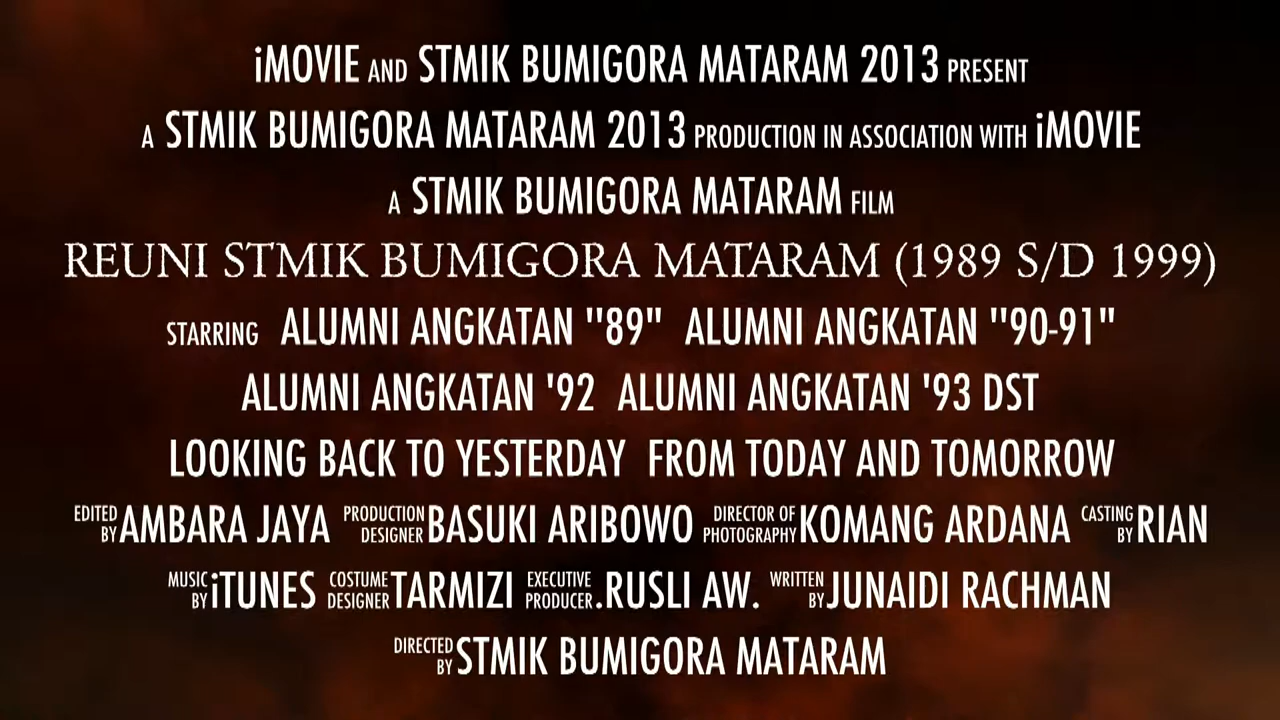 iMOVIE AND STMIK BUMIGORA MATARAM 2013 PRESENT
A STMIK BUMIGORA MATARAM 2013 PRODUCTION IN ASSOCIATION WITH iMOVIE
A STMIK BUMIGORA MATARAM FILM
REUNI STMIK BUMIGORA MATARAM (1989 S/D 1999)
STARRING ALUMNI ANGKATAN "89" ALUMNI ANGKATAN "90-91"
ALUMNI ANGKATAN '92 ALUMNI ANGKATAN '93 DST
LOOKING BACK TO YESTERDAY FROM TODAY AND TOMORROW
EDITED BY AMBARA JAYA PRODUCTION DESIGNER BASUKI ARIBOWO DIRECTOR OF PHOTOGRAPHY KOMANG ARDANA CASTING BY RIAN
MUSIC BY iTUNES COSTUME DESIGNER TARMIZI EXECUTIVE PRODUCER .RUSLI AW. WRITTEN BY JUNAIDI RACHMAN
DIRECTED BY STMIK BUMIGORA MATARAM